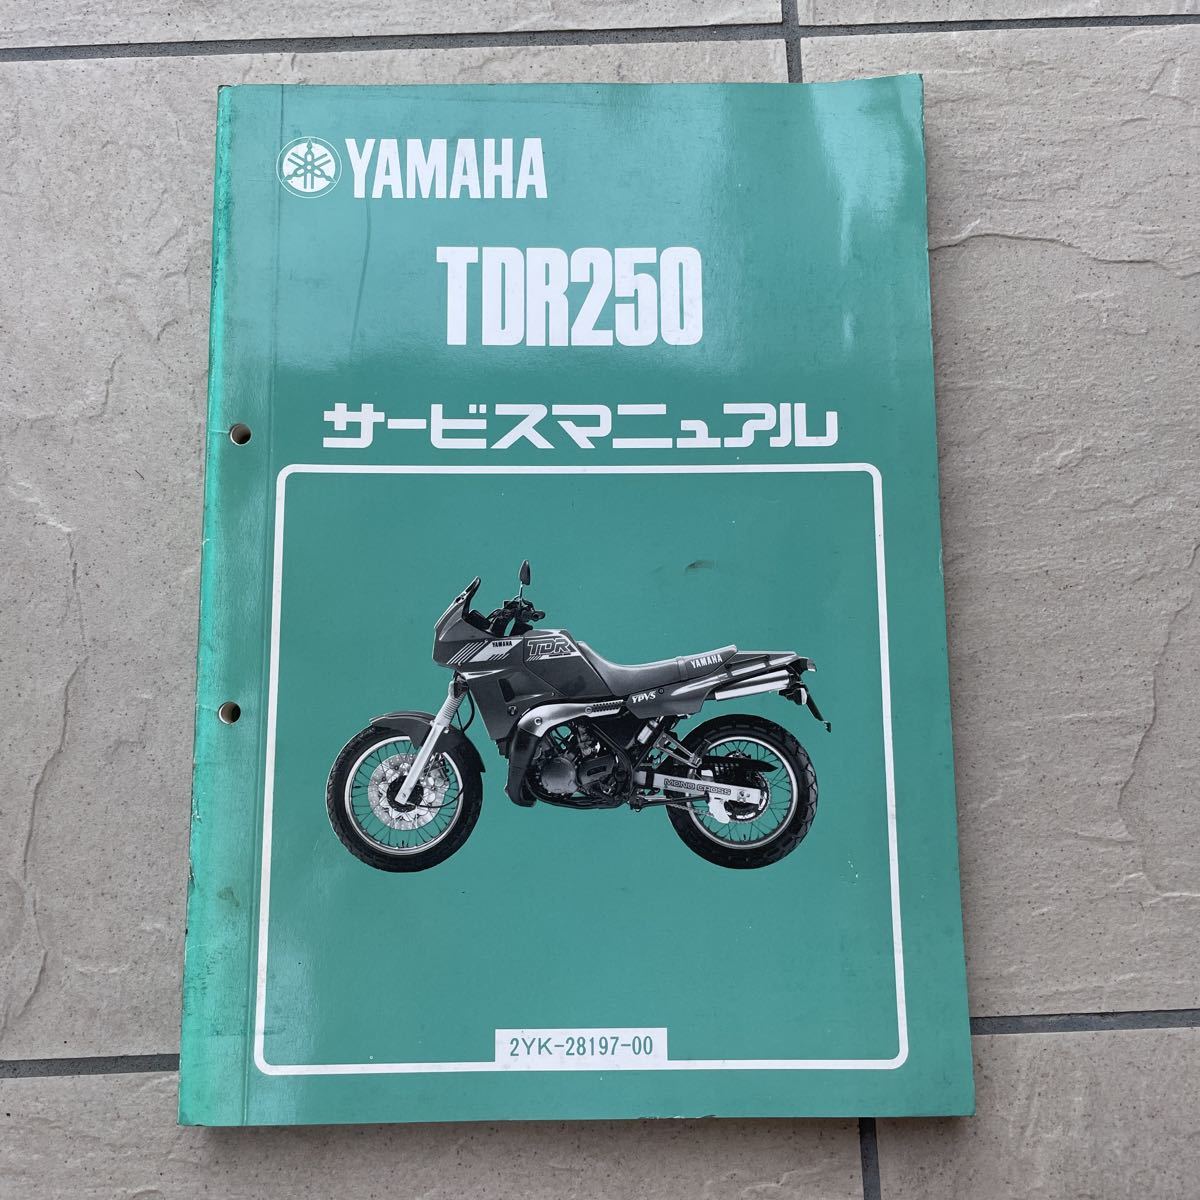 YAMAHA
TDR250
サービスマニュアル
YAMAHA
TDR
YAMAHA
YPVS
MONO CROSS
2YK-28197-00